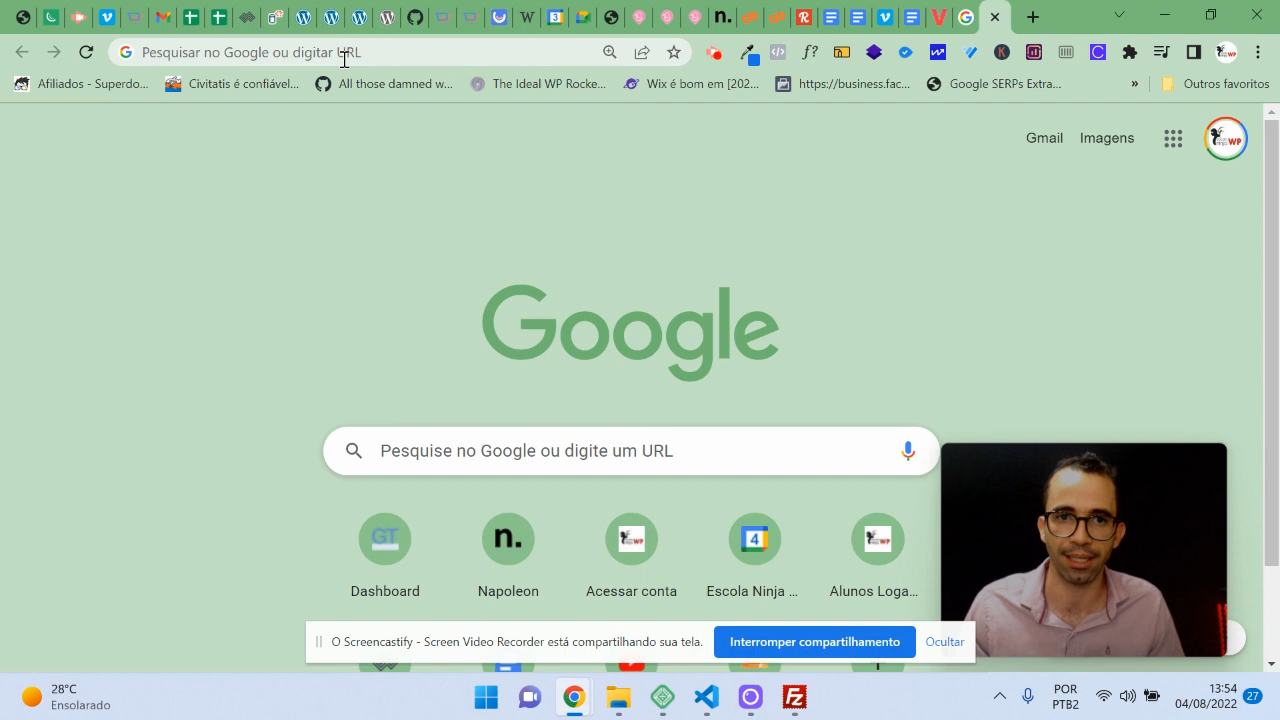 Pesquisar no Google ou digitar URL
Afiliados - Superdo...
Civitatis é confiável...
All those damned w...
The Ideal WP Rocke...
Wix é bom em [202...
https://business.fac...
Google SERPs Extra...
»
Outros favoritos
Gmail
Imagens
Google
Pesquise no Google ou digite um URL
GT
n.
4
Dashboard
Napoleon
Acessar conta
Escola Ninja ...
Alunos Loga...
O Screencastify - Screen Video Recorder está compartilhando sua tela.
Interromper compartilhamento
Ocultar
28°C
Ensolarado
POR
PTB2
13:54
04/08/2022
27